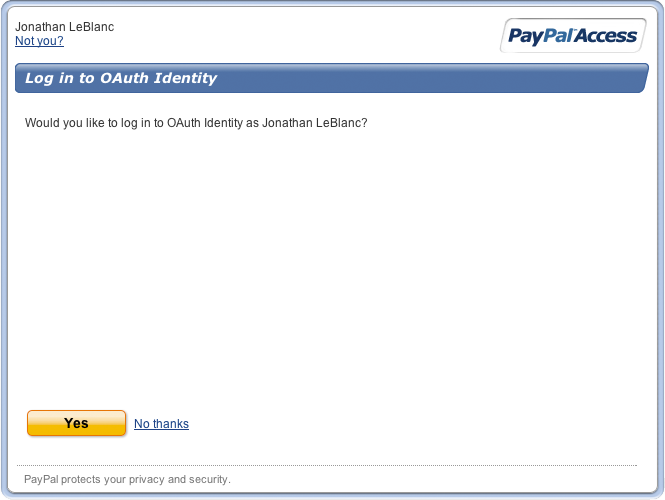 Jonathan LeBlanc
Not you?
PayPal Access
Log in to OAuth Identity
Would you like to log in to OAuth Identity as Jonathan LeBlanc?
Yes
No thanks
PayPal protects your privacy and security.